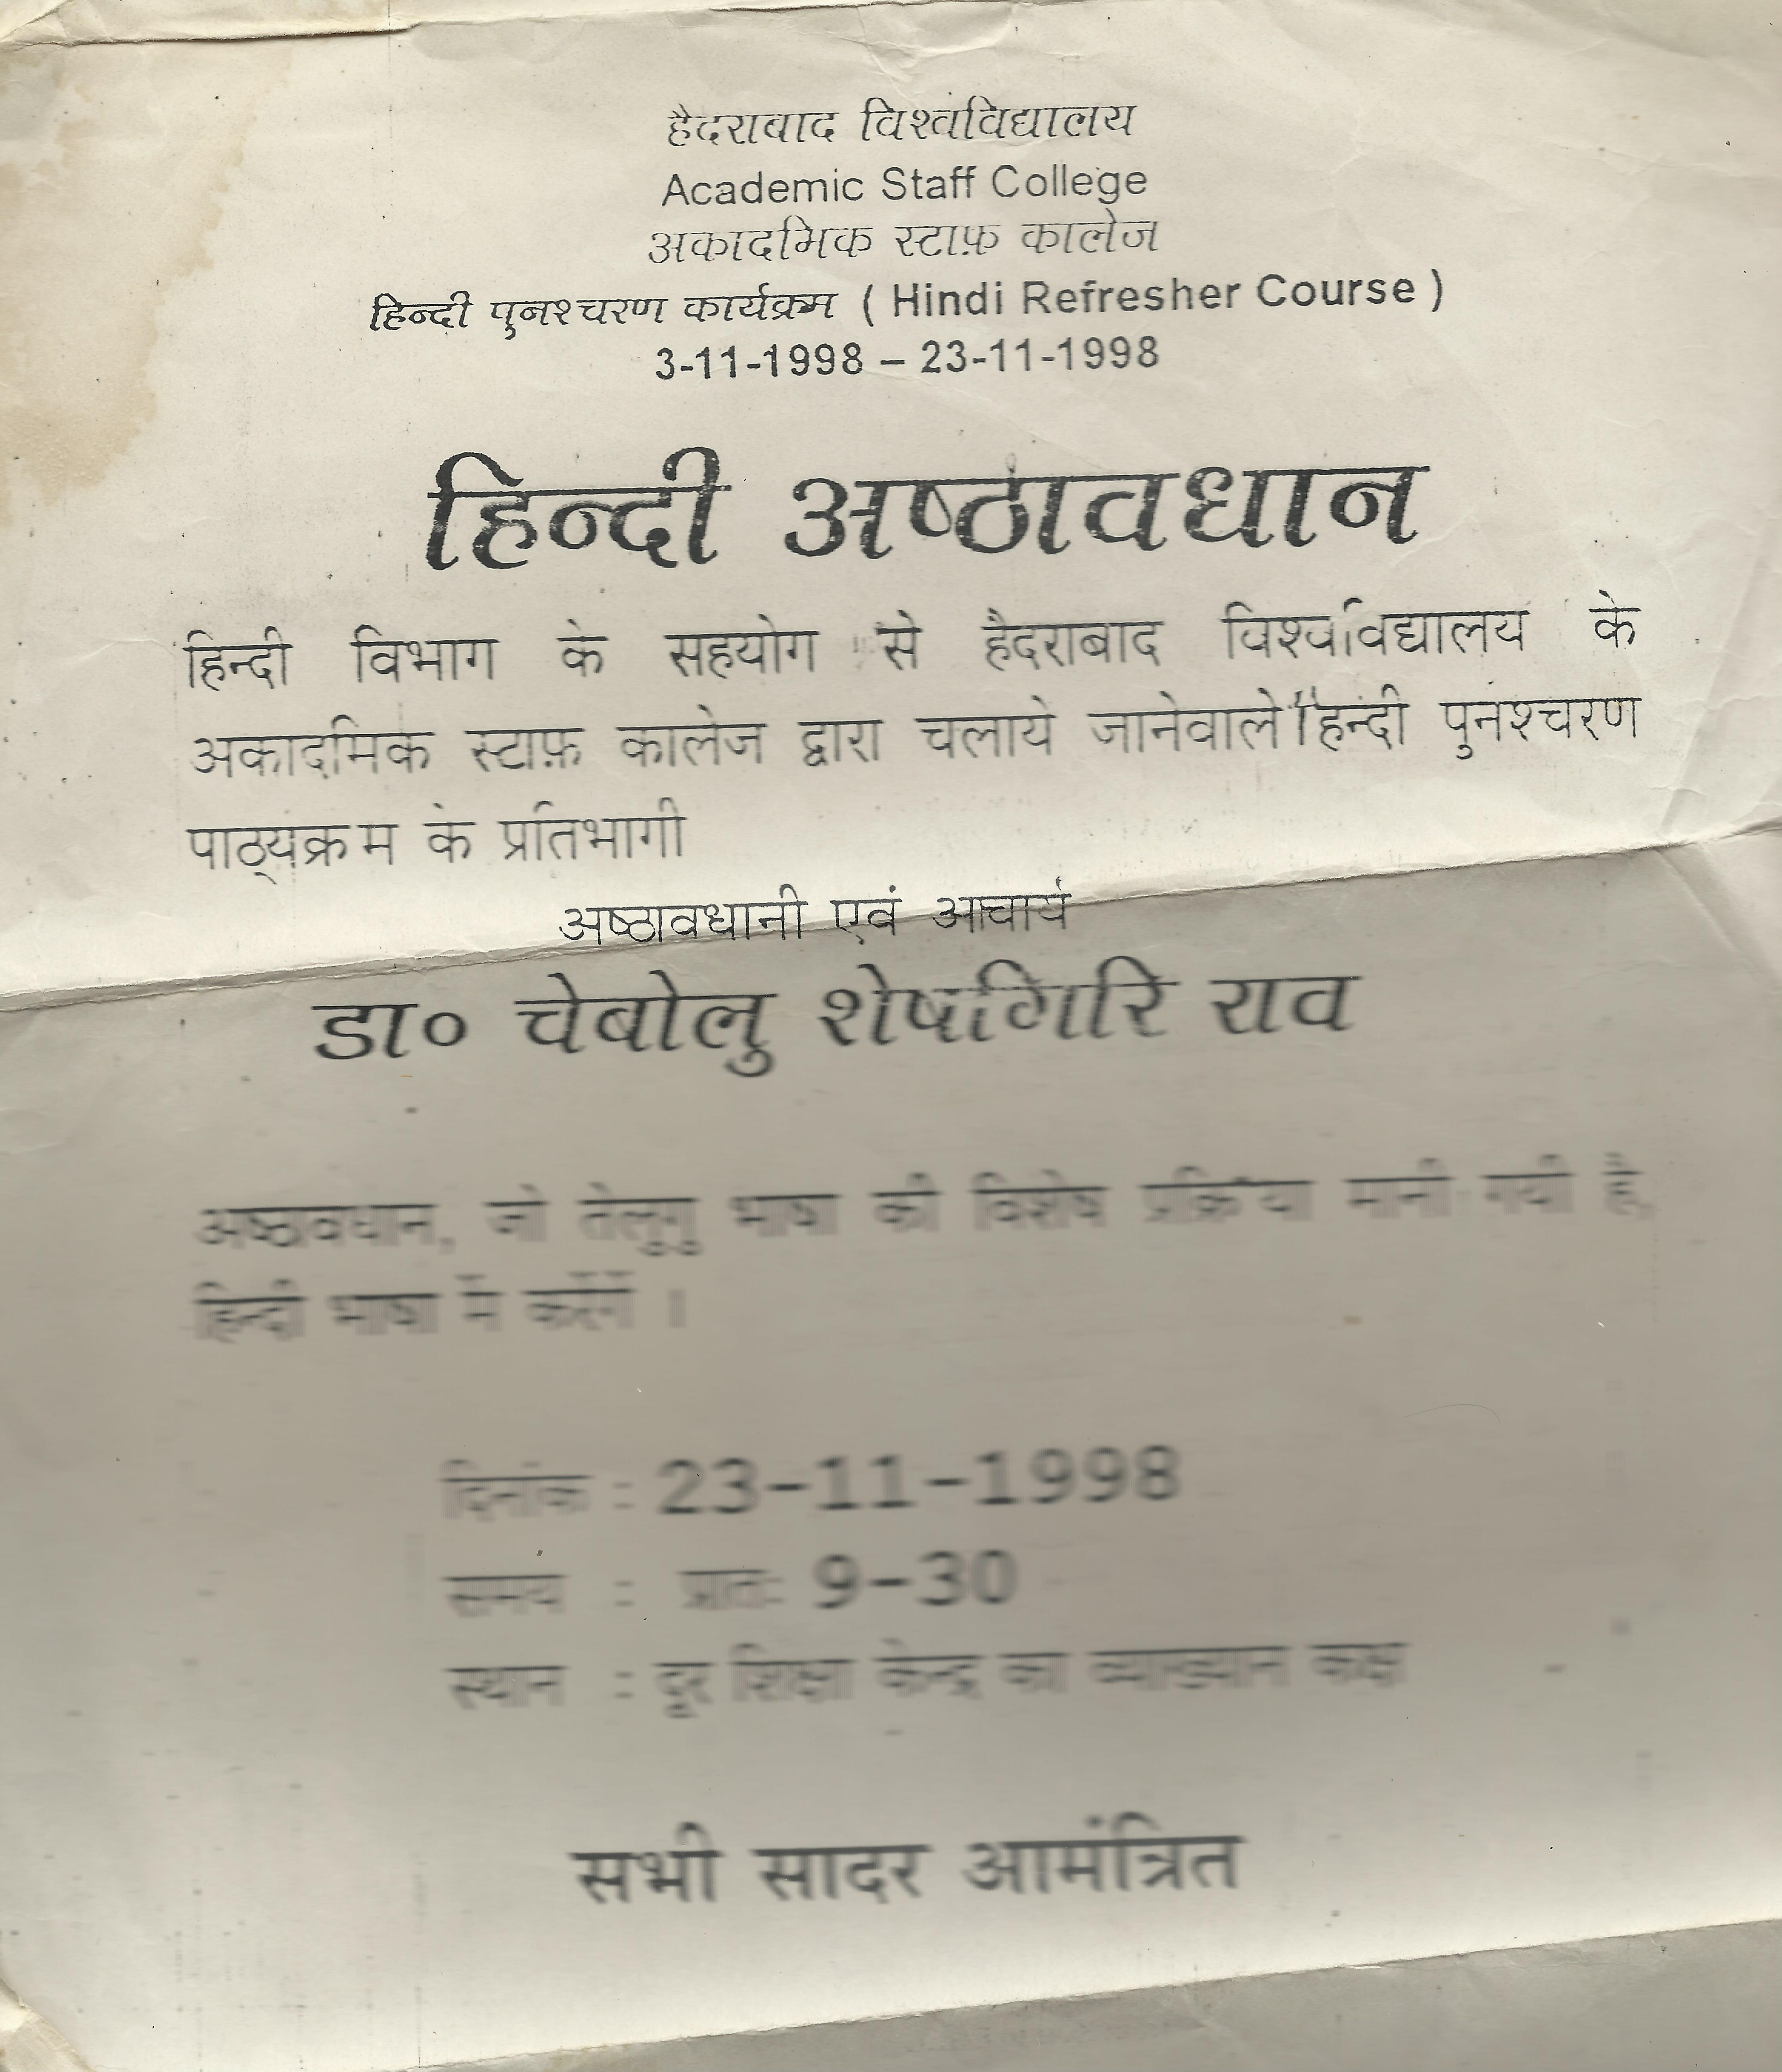 हैदराबाद विश्वविद्यालय
Academic Staff College
अकादमिक स्टाफ़ कालेज
हिन्दी पुनश्चरण कार्यक्रम ( Hindi Refresher Course )
3-11-1998 – 23-11-1998
हिन्दी अष्ठावधान
हिन्दी विभाग के सहयोग से हैदराबाद विश्वविद्यालय के
अकादमिक स्टाफ़ कालेज द्वारा चलाये जानेवाले हिन्दी पुनश्चरण
पाठ्यक्रम के प्रतिभागी
अष्ठावधानी एवं आचार्य
डा० चेबोलु शेषगिरि राव
अष्ठावधान, जो तेलुगु भाषा की विशेष प्रक्रिया मानी गयी है,
हिन्दी भाषा में करेंगें ।
दिनांक : 23-11-1998
समय : प्रातः 9-30
स्थान : दूर शिक्षा केन्द्र का व्याख्यान कक्ष
सभी सादर आमंत्रित